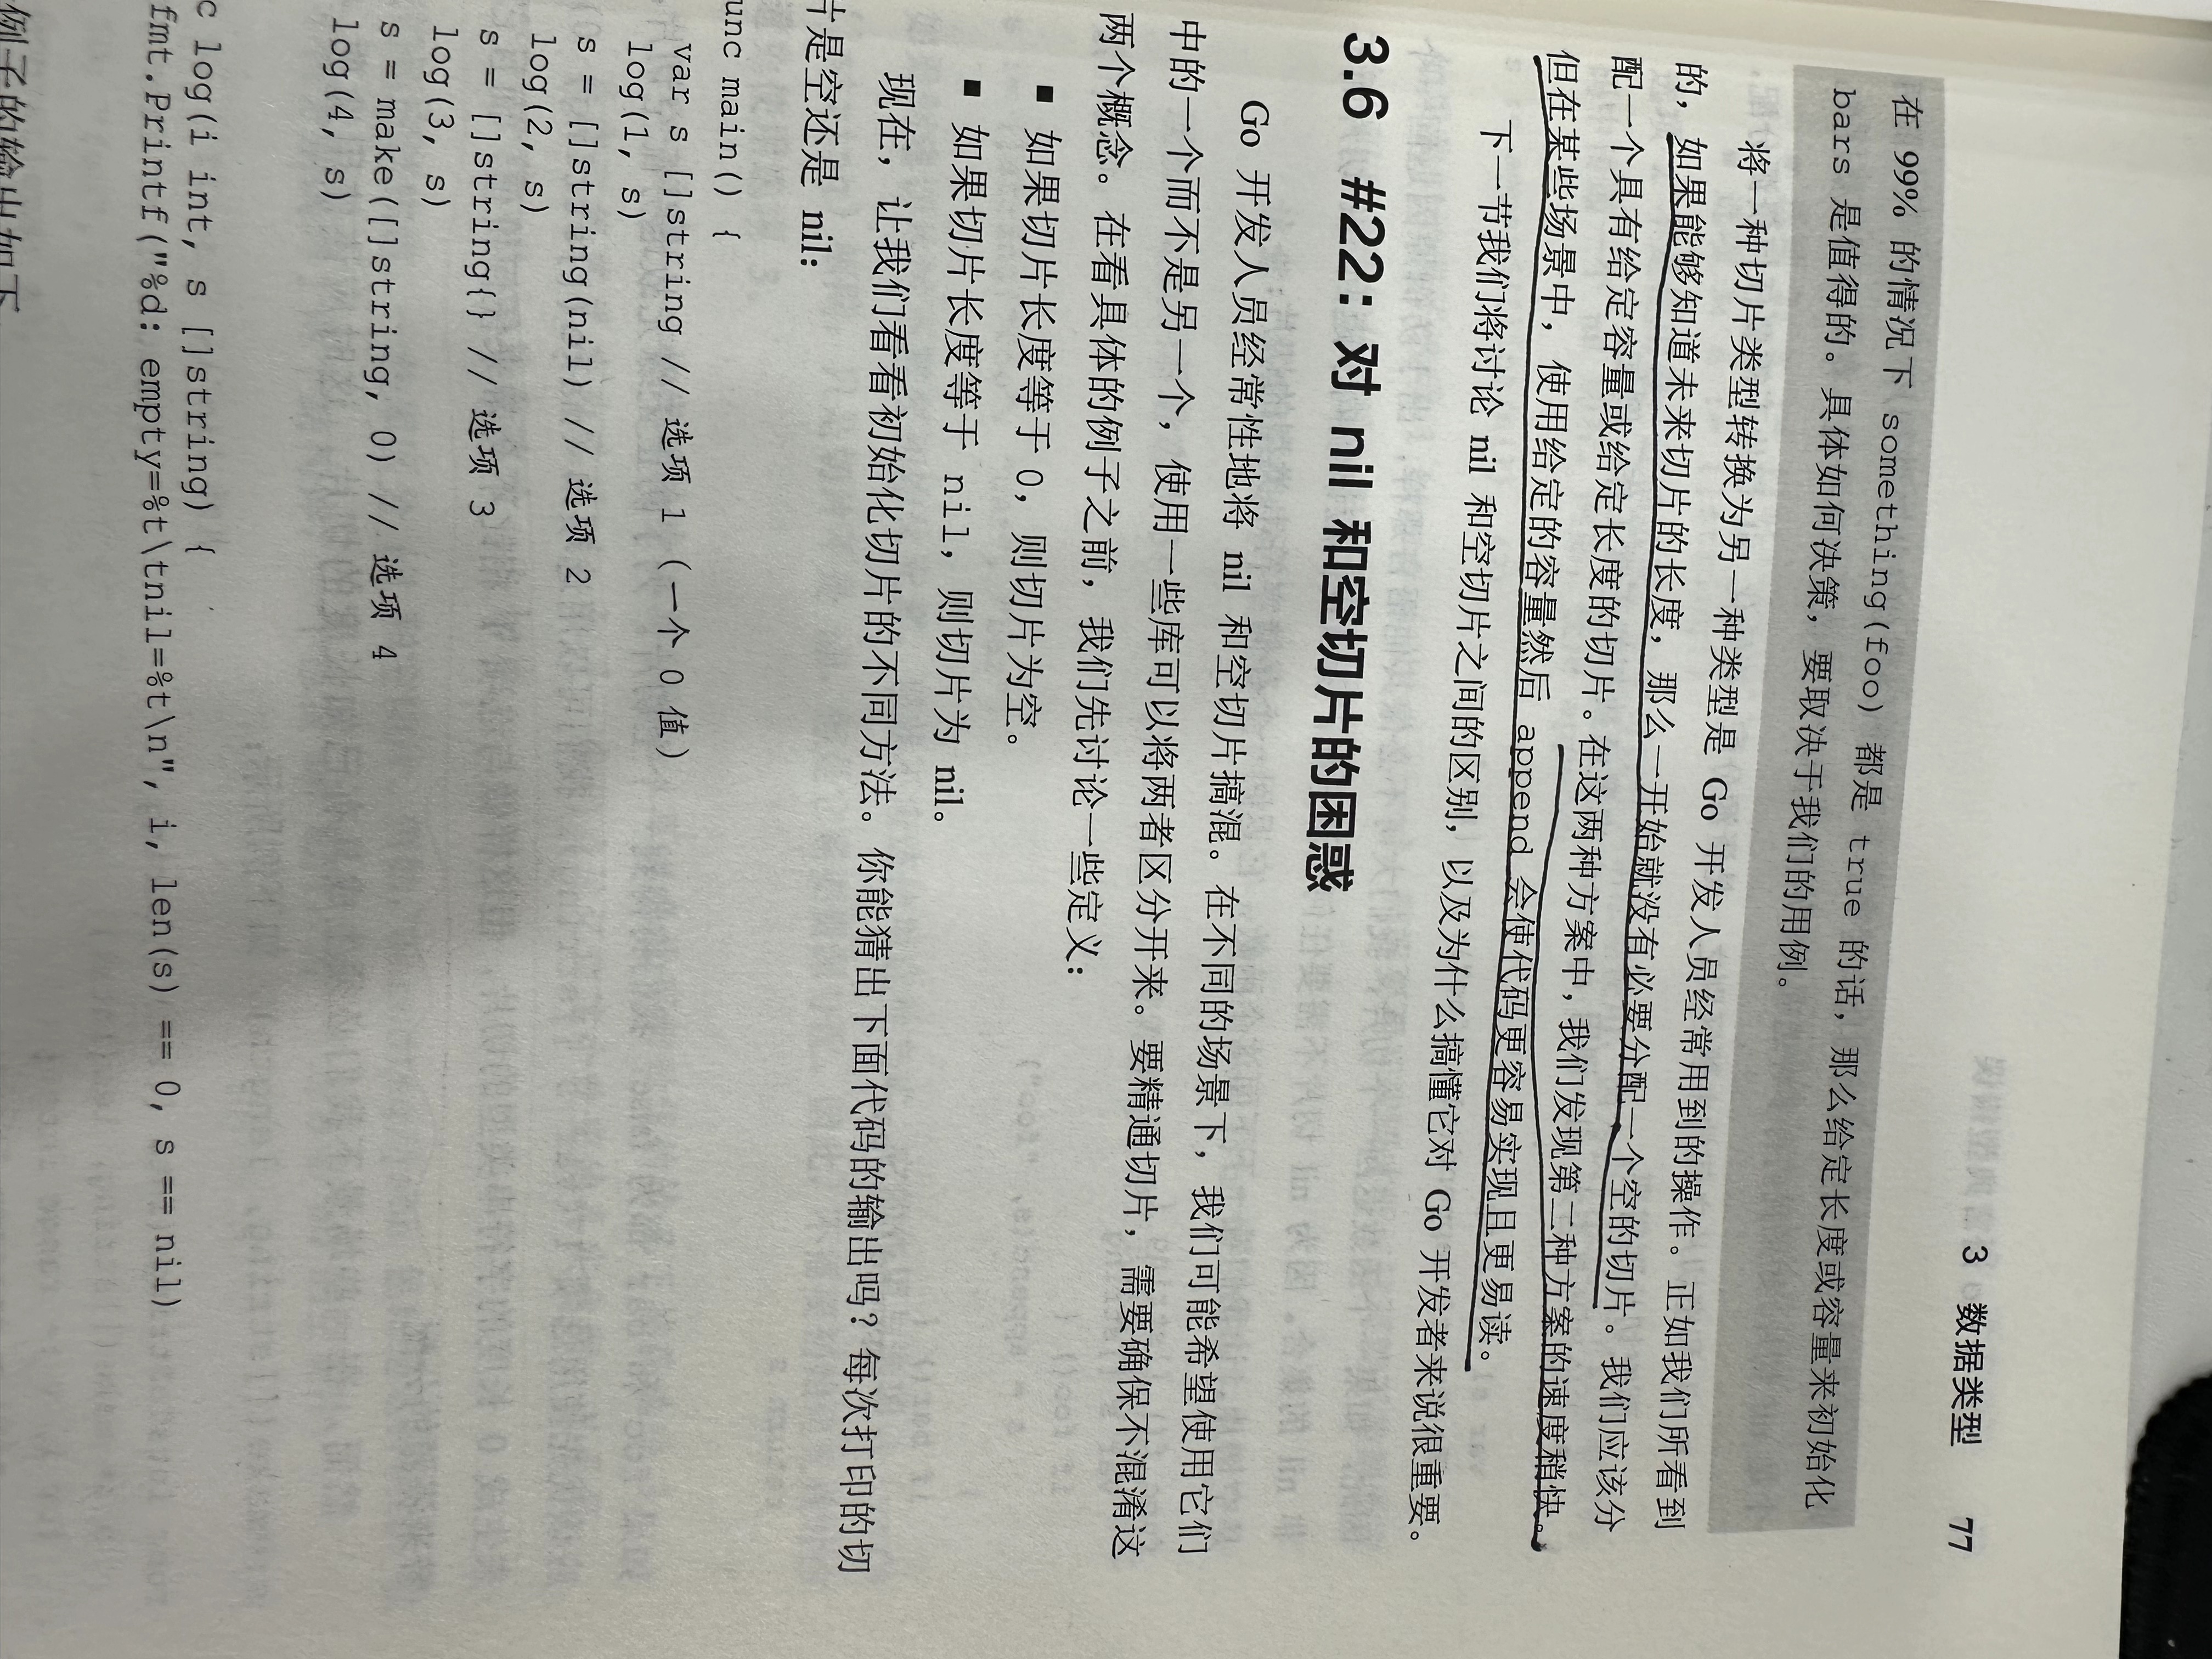 3 数据类型 77
在 99% 的情况下 something(foo) 都是 true 的话，那么给定长度或容量来初始化
bars 是值得的。具体如何决策，要取决于我们的用例。
将一种切片类型转换为另一种类型是 Go 开发人员经常用到的操作。正如我们所看到
的，如果能够知道未来切片的长度，那么一开始就没有必要分配一个空的切片。我们应该分
配一个具有给定容量或给定长度的切片。在这两种方案中，我们发现第二种方案的速度稍快。
但在某些场景中，使用给定的容量然后 append 会使代码更容易实现且更易读。
下一节我们将讨论 nil 和空切片之间的区别，以及为什么搞懂它对 Go 开发者来说很重要。
3.6 #22：对 nil 和空切片的困惑
Go 开发人员经常性地将 nil 和空切片搞混。在不同的场景下，我们可能希望使用它们
中的一个而不是另一个，使用一些库可以将两者区分开来。要精通切片，需要确保不混淆这
两个概念。在看具体的例子之前，我们先讨论一些定义：
■ 如果切片长度等于 0，则切片为空。
■ 如果切片长度等于 nil，则切片为 nil。
现在，让我们看看初始化切片的不同方法。你能猜出下面代码的输出吗？每次打印的切
片是空还是 nil：
unc main() {
var s []string // 选项 1 (一个 0 值)
log(1, s)
s = []string(nil) // 选项 2
log(2, s)
s = []string{} // 选项 3
log(3, s)
s = make([]string, 0) // 选项 4
log(4, s)
c log(i int, s []string) {
fmt.Printf("%d: empty=%t\tnil=%t\n", i, len(s) == 0, s == nil)
例子的输出如下